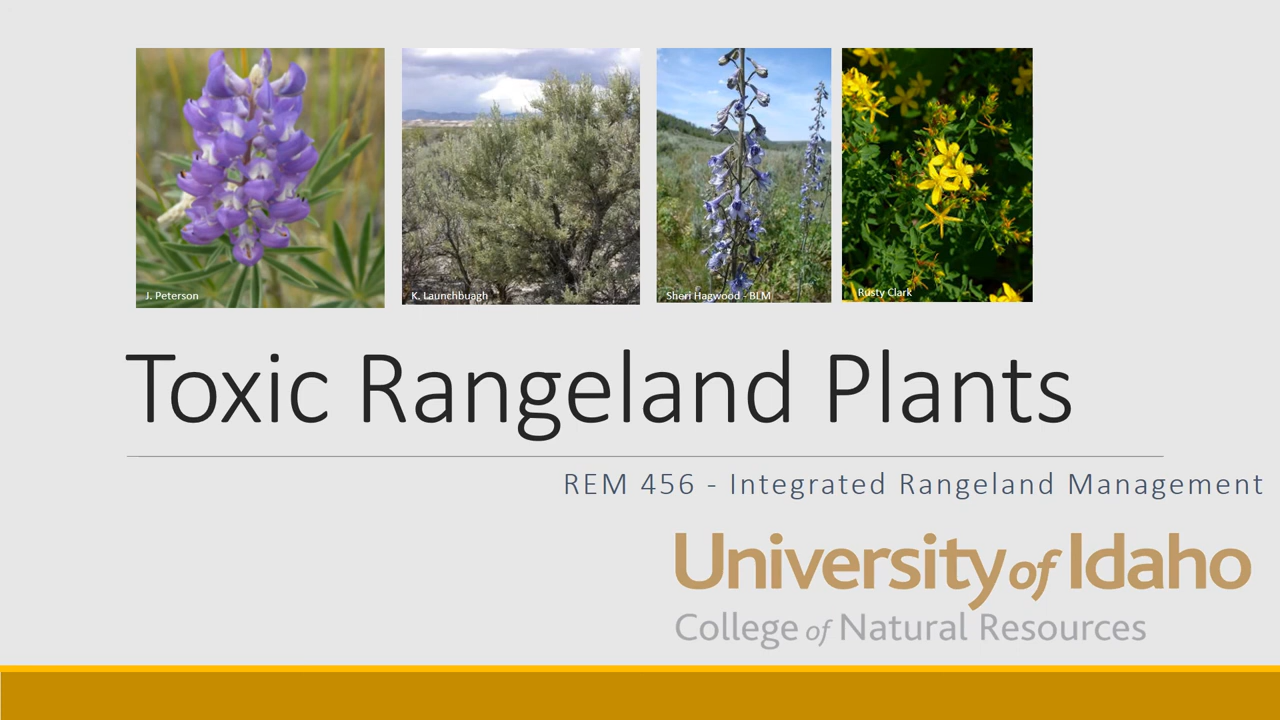 J. Peterson
K. Launchbuagh
Sheri Hagwood - BLM
Rusty Clark
Toxic Rangeland Plants
REM 456 - Integrated Rangeland Management
University of Idaho
College of Natural Resources